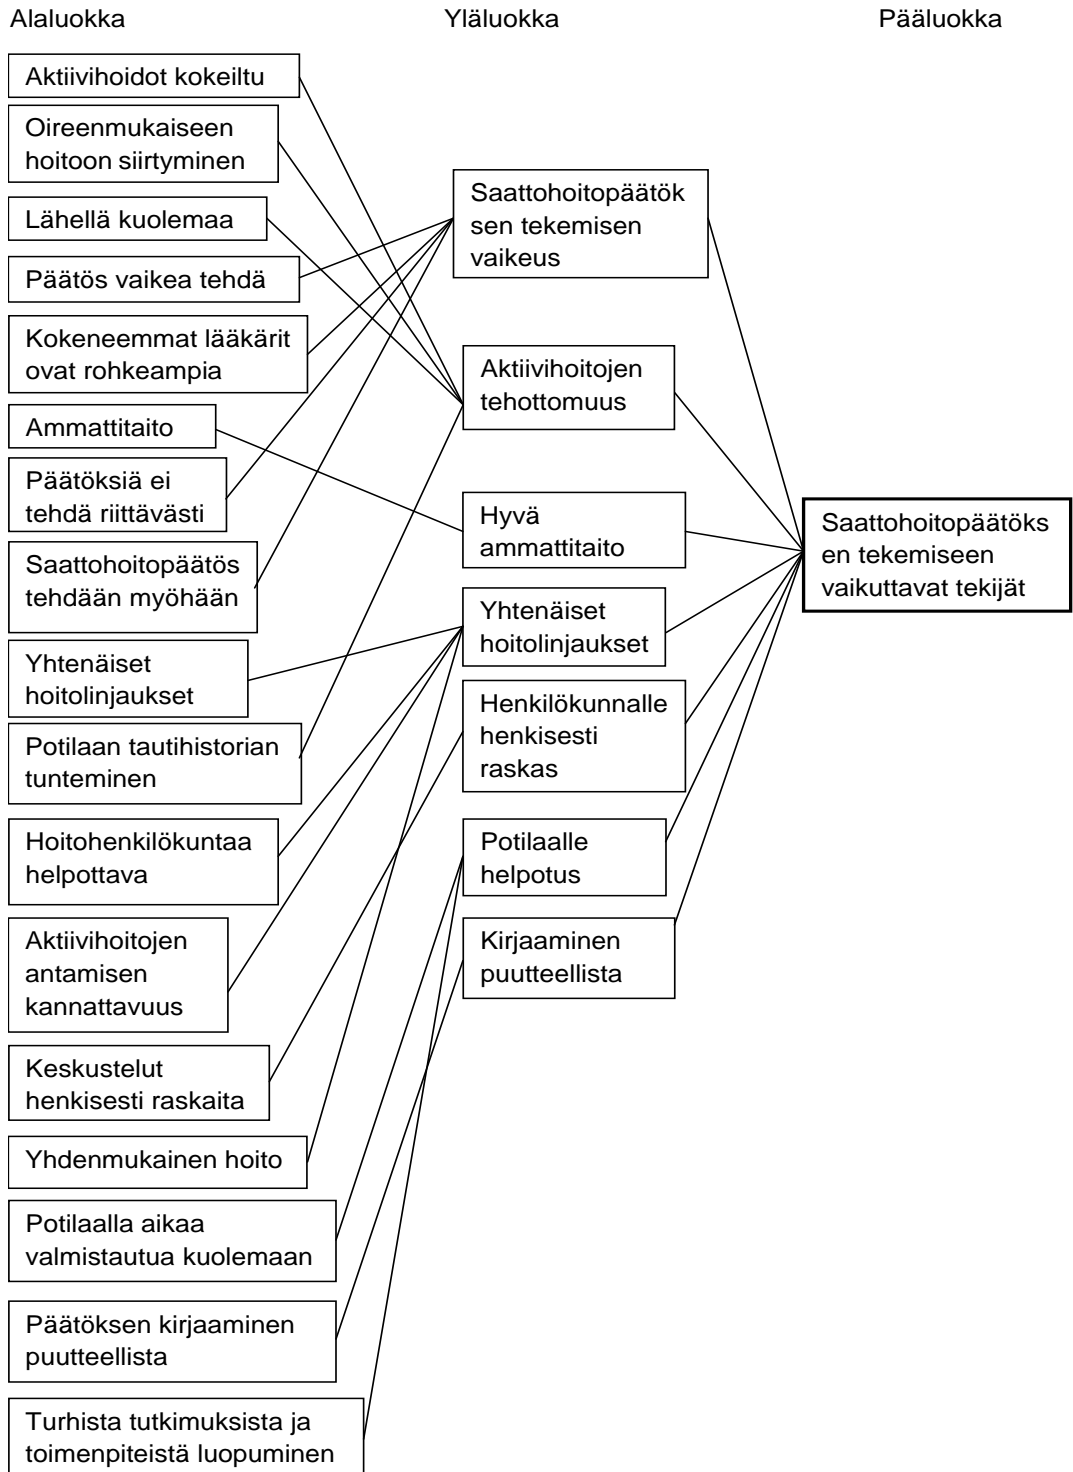 Alaluokka
Yläluokka
Pääluokka
Aktiivihoidot kokeiltu
Oireenmukaiseen
hoitoon siirtyminen
Lähellä kuolemaa
Päätös vaikea tehdä
Kokeneemmat lääkärit
ovat rohkeampia
Ammattitaito
Päätöksiä ei
tehdä riittävästi
Saattohoitopäätös
tehdään myöhään
Yhtenäiset
hoitolinjaukset
Potilaan tautihistorian
tunteminen
Hoitohenkilökuntaa
helpottava
Aktiivihoitojen
antamisen
kannattavuus
Keskustelut
henkisesti raskaita
Yhdenmukainen hoito
Potilaalla aikaa
valmistautua kuolemaan
Päätöksen kirjaaminen
puutteellista
Turhista tutkimuksista ja
toimenpiteistä luopuminen
Saattohoitopäätök
sen tekemisen
vaikeus
Aktiivihoitojen
tehottomuus
Hyvä
ammattitaito
Yhtenäiset
hoitolinjaukset
Henkilökunnalle
henkisesti
raskas
Potilaalle
helpotus
Kirjaaminen
puutteellista
Saattohoitopäätöks
en tekemiseen
vaikuttavat tekijät